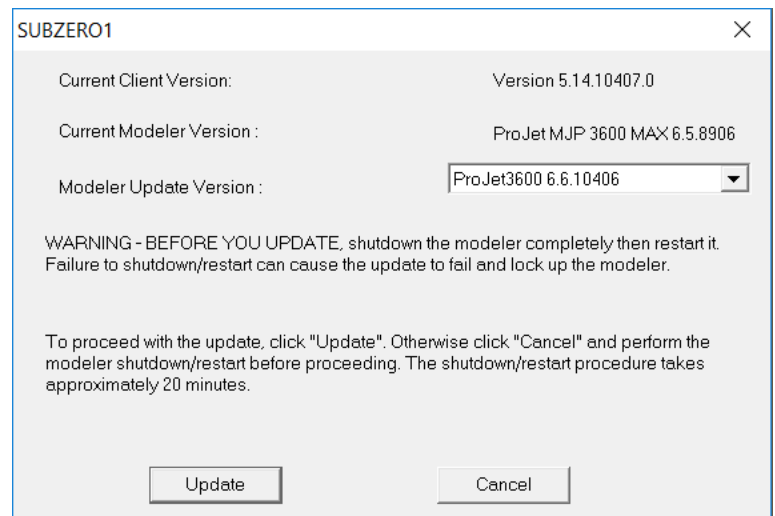 SUBZERO1
Current Client Version: Version 5.14.10407.0
Current Modeler Version : ProJet MJP 3600 MAX 6.5.8906
Modeler Update Version : ProJet3600 6.6.10406
WARNING - BEFORE YOU UPDATE, shutdown the modeler completely then restart it.
Failure to shutdown/restart can cause the update to fail and lock up the modeler.
To proceed with the update, click "Update". Otherwise click "Cancel" and perform the
modeler shutdown/restart before proceeding. The shutdown/restart procedure takes
approximately 20 minutes.
Update Cancel